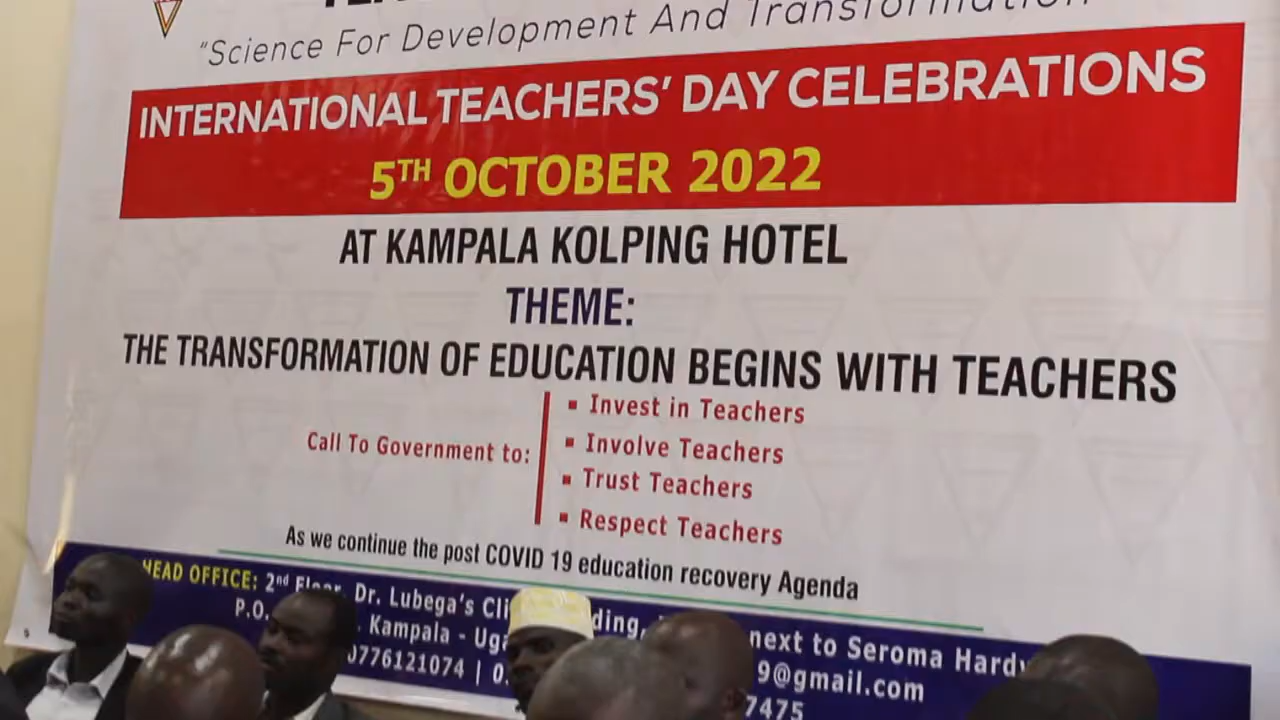 "Science For Development And Transformation"
INTERNATIONAL TEACHERS' DAY CELEBRATIONS
5TH OCTOBER 2022
AT KAMPALA KOLPING HOTEL
THEME:
THE TRANSFORMATION OF EDUCATION BEGINS WITH TEACHERS
Call To Government to:
▪ Invest in Teachers
▪ Involve Teachers
▪ Trust Teachers
▪ Respect Teachers
As we continue the post COVID 19 education recovery Agenda
HEAD OFFICE: 2nd Floor, Dr. Lubega's next to Seroma
P.O. Kampala - 9@gmail.com
0776121074 | 7475